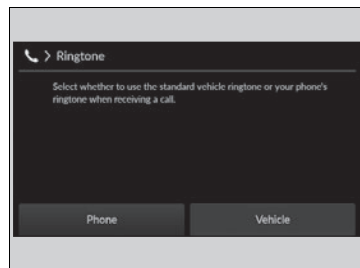 > Ringtone
Select whether to use the standard vehicle ringtone or your phone's
ringtone when receiving a call.
Phone
Vehicle